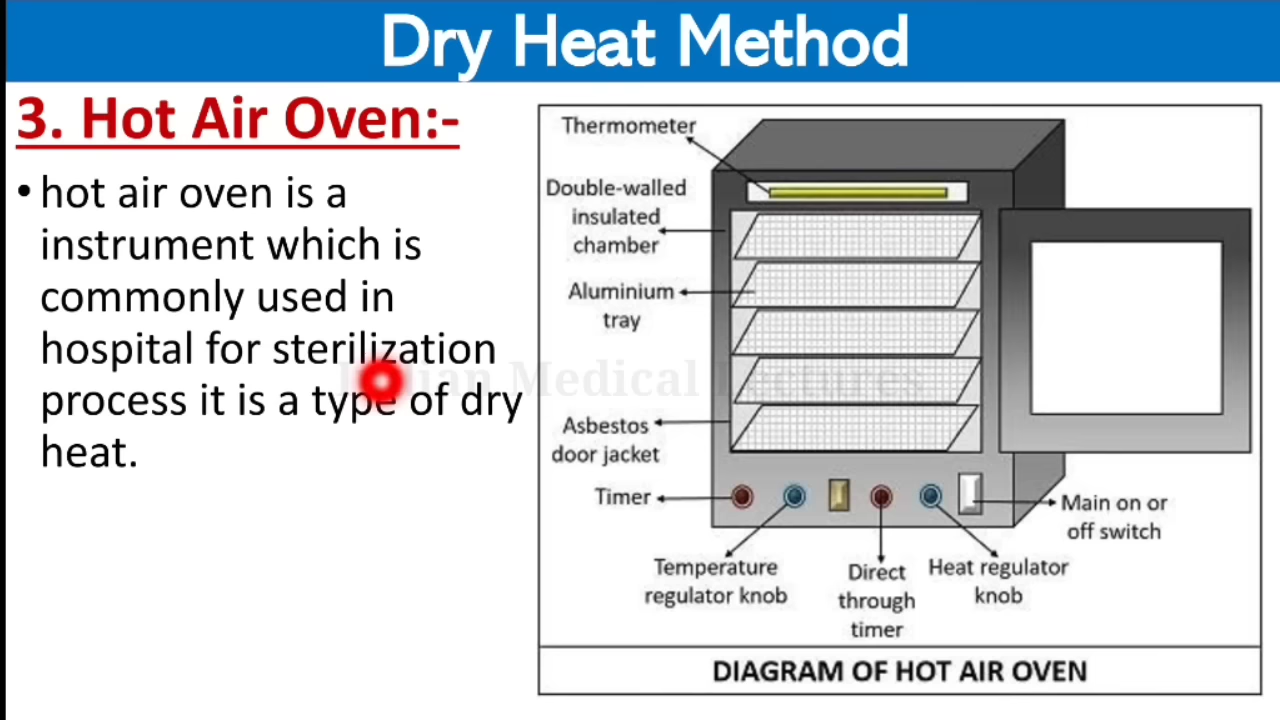 Dry Heat Method
3. Hot Air Oven:-
• hot air oven is a
instrument which is
commonly used in
hospital for sterilization
process it is a type of dry
heat.
Thermometer
Double-walled
insulated
chamber
Aluminium
tray
Asbestos
door jacket
Timer
Temperature
regulator knob
Direct
through
timer
Heat regulator
knob
Main on or
off switch
DIAGRAM OF HOT AIR OVEN
Medical Lectures